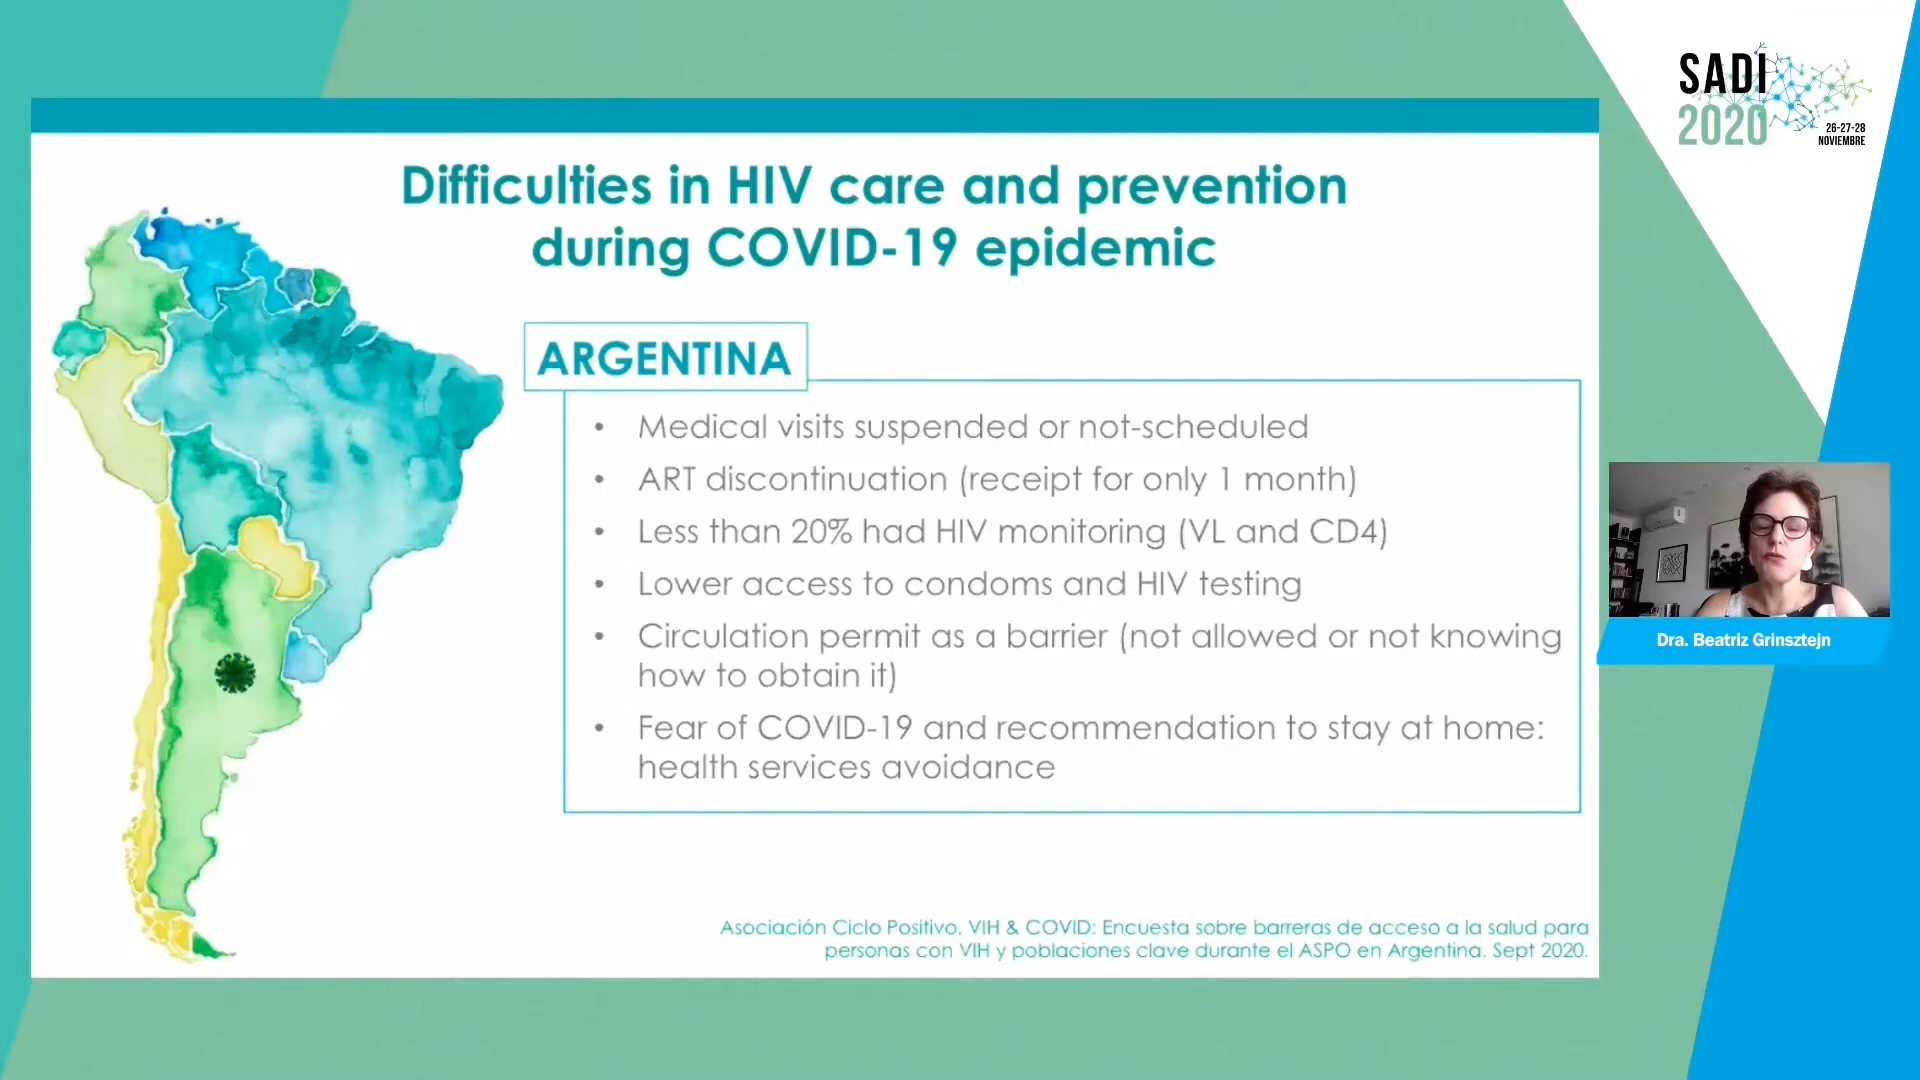 SADI
2020
26-27-28
NOVIEMBRE
Difficulties in HIV care and prevention
during COVID-19 epidemic
ARGENTINA
• Medical visits suspended or not-scheduled
• ART discontinuation (receipt for only 1 month)
• Less than 20% had HIV monitoring (VL and CD4)
• Lower access to condoms and HIV testing
• Circulation permit as a barrier (not allowed or not knowing
how to obtain it)
• Fear of COVID-19 and recommendation to stay at home:
health services avoidance
Asociación Ciclo Positivo. VIH & COVID: Encuesta sobre barreras de acceso a la salud para
personas con VIH y poblaciones clave durante el ASPO en Argentina. Sept 2020.
Dra. Beatriz Grinsztejn